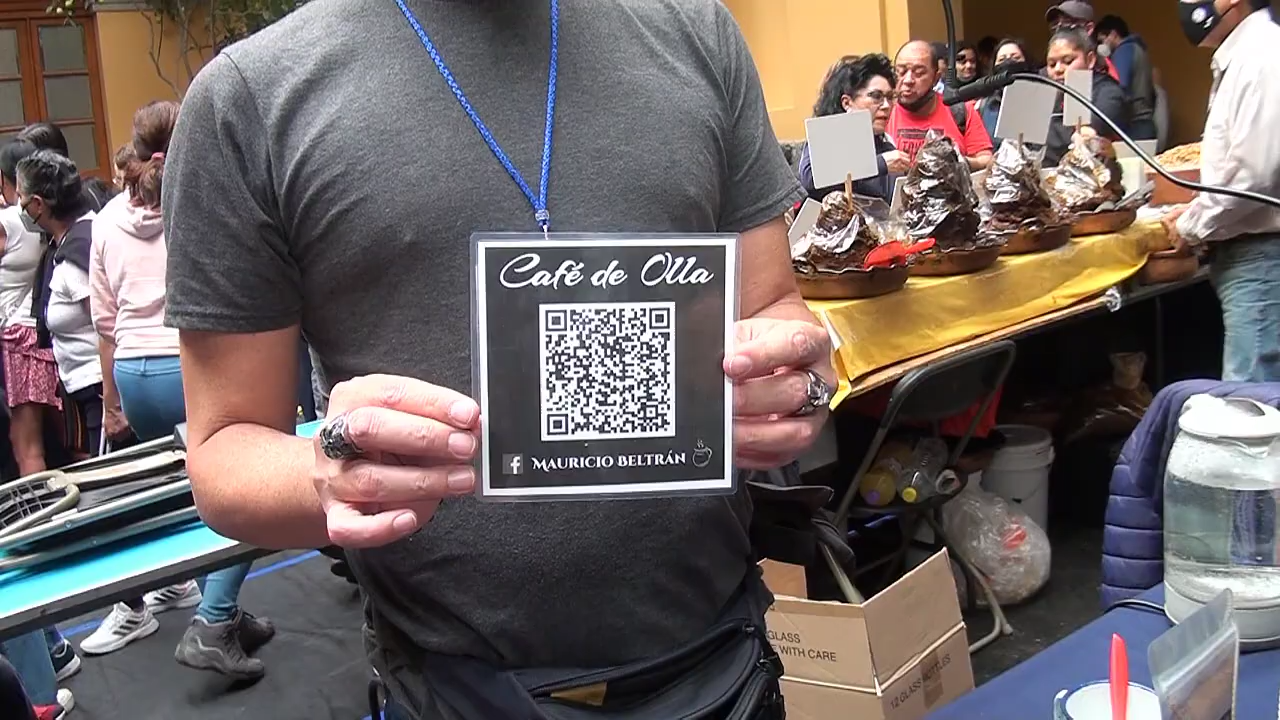 Café de Olla
f MAURICIO BELTRÁN
GLASS
E WITH CARE
12 GLASS BOTTLES